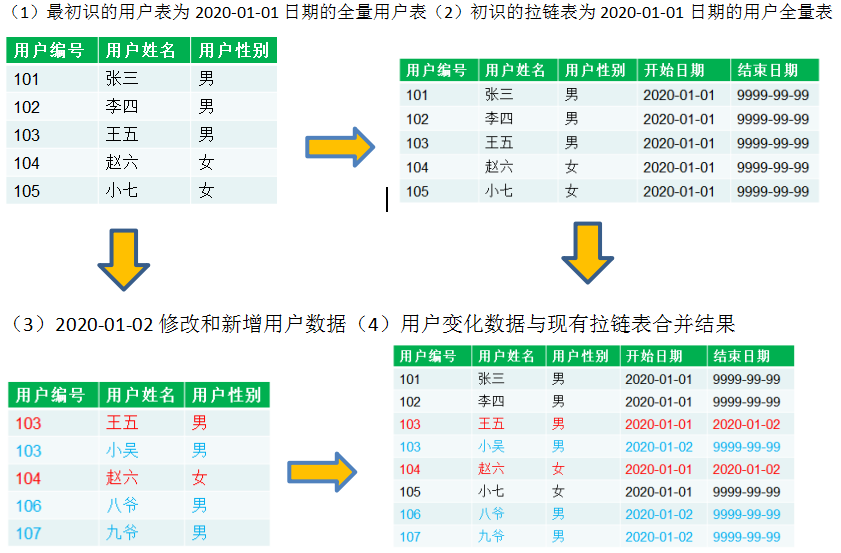 （1）最初识的用户表为2020-01-01日期的全量用户表（2）初识的拉链表为2020-01-01日期的用户全量表
用户编号 用户姓名 用户性别
101 张三 男
102 李四 男
103 王五 男
104 赵六 女
105 小七 女
用户编号 用户姓名 用户性别 开始日期 结束日期
101 张三 男 2020-01-01 9999-99-99
102 李四 男 2020-01-01 9999-99-99
103 王五 男 2020-01-01 9999-99-99
104 赵六 女 2020-01-01 9999-99-99
105 小七 女 2020-01-01 9999-99-99
（3）2020-01-02修改和新增用户数据（4）用户变化数据与现有拉链表合并结果
用户编号 用户姓名 用户性别
103 王五 男
103 小吴 男
104 赵六 女
106 八爷 男
107 九爷 男
用户编号 用户姓名 用户性别 开始日期 结束日期
101 张三 男 2020-01-01 9999-99-99
102 李四 男 2020-01-01 9999-99-99
103 王五 男 2020-01-01 2020-01-02
103 小吴 男 2020-01-02 9999-99-99
104 赵六 女 2020-01-01 2020-01-02
105 小七 女 2020-01-01 9999-99-99
106 八爷 男 2020-01-02 9999-99-99
107 九爷 男 2020-01-02 9999-99-99